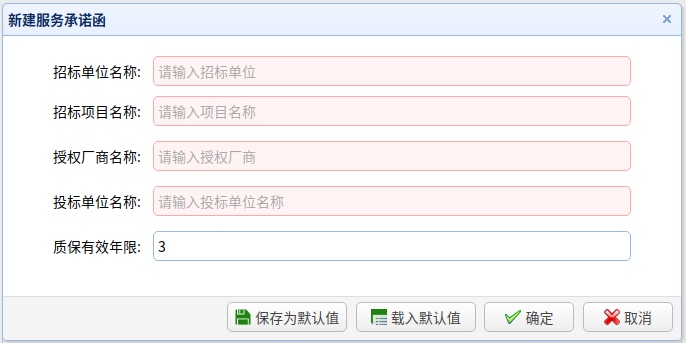 新建服务承诺函
招标单位名称: 请输入招标单位
招标项目名称: 请输入项目名称
授权厂商名称: 请输入授权厂商
投标单位名称: 请输入投标单位名称
质保有效年限: 3
保存为默认值 载入默认值 确定 取消